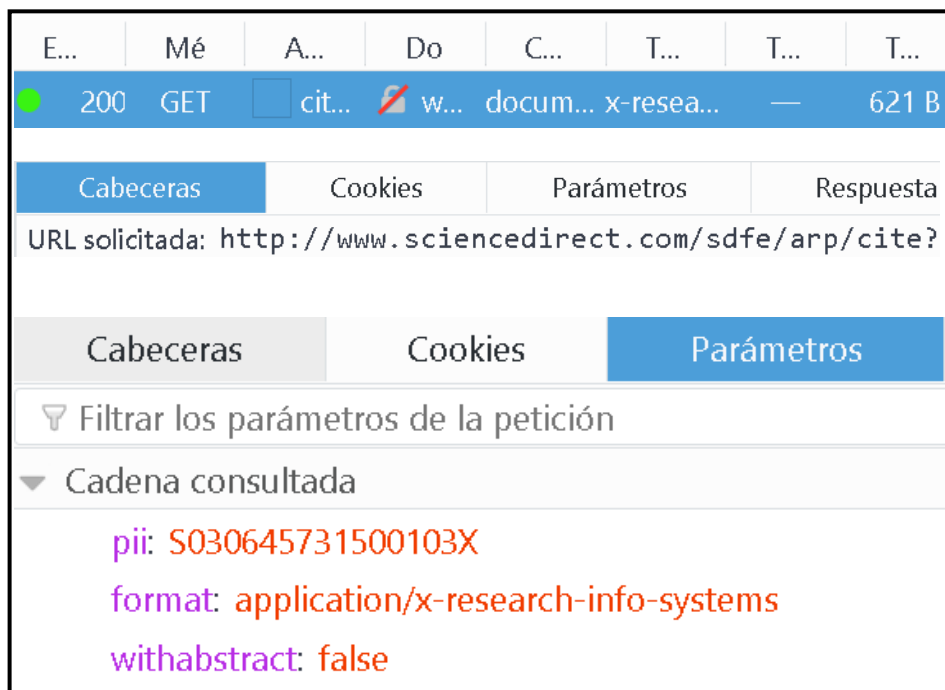 E... Mé A... Do C... T... T... T...
200 GET cit... w... docum... x-resea... — 621 B
Cabeceras Cookies Parámetros Respuesta
URL solicitada: http://www.sciencedirect.com/sdfe/arp/cite?
Cabeceras Cookies Parámetros
Filtrar los parámetros de la petición
Cadena consultada
pii: S030645731500103X
format: application/x-research-info-systems
withabstract: false